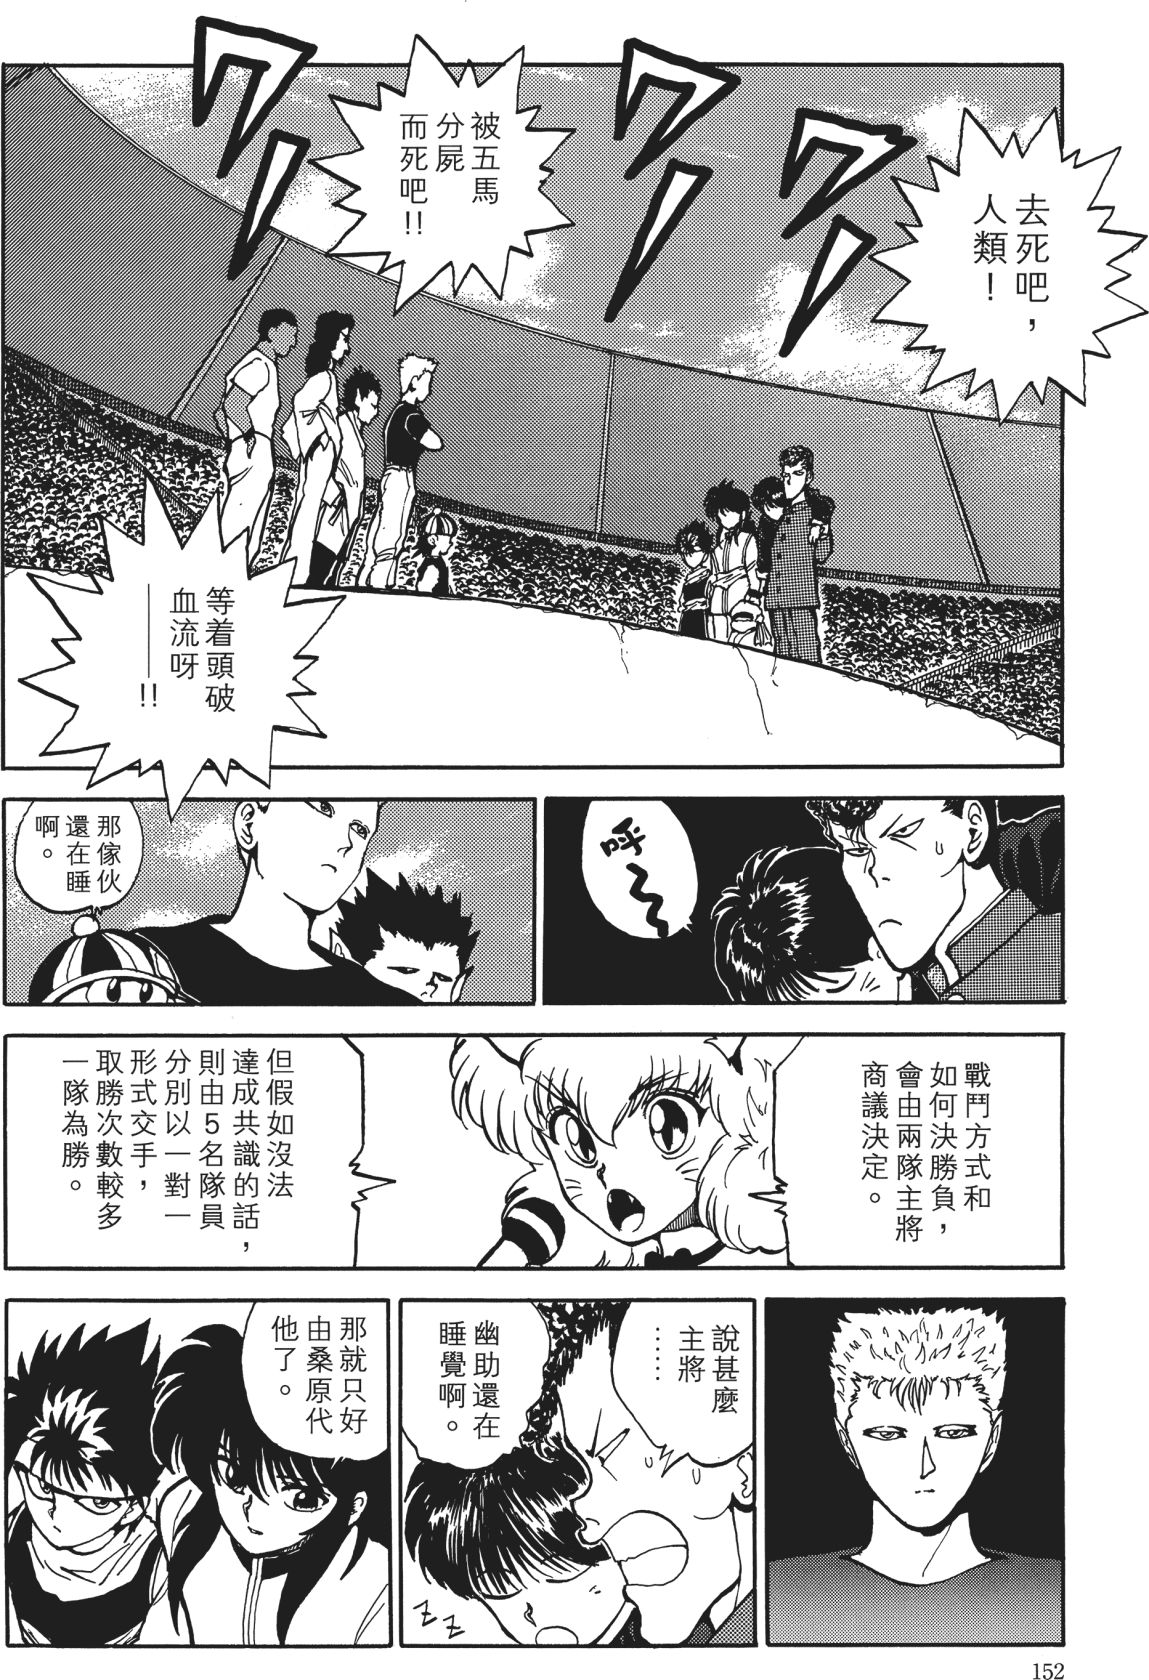 去死吧，
人類！
ワ
ワ
被五馬
分屍
而死吧!!
ワ
等着頭破
血流呀
——!!
呼～～
那傢伙
還在睡
啊。
戰鬥方式和
如何決勝負，
會由兩隊主將
商議決定。
但假如沒法
達成共識的話，
則由5名隊員
分別以一對一
形式交手，
取勝次數較多
一隊為勝。
說甚麼
主將
……
幽助還在
睡覺啊。
zz
那就只好
由桑原代
他了。
152